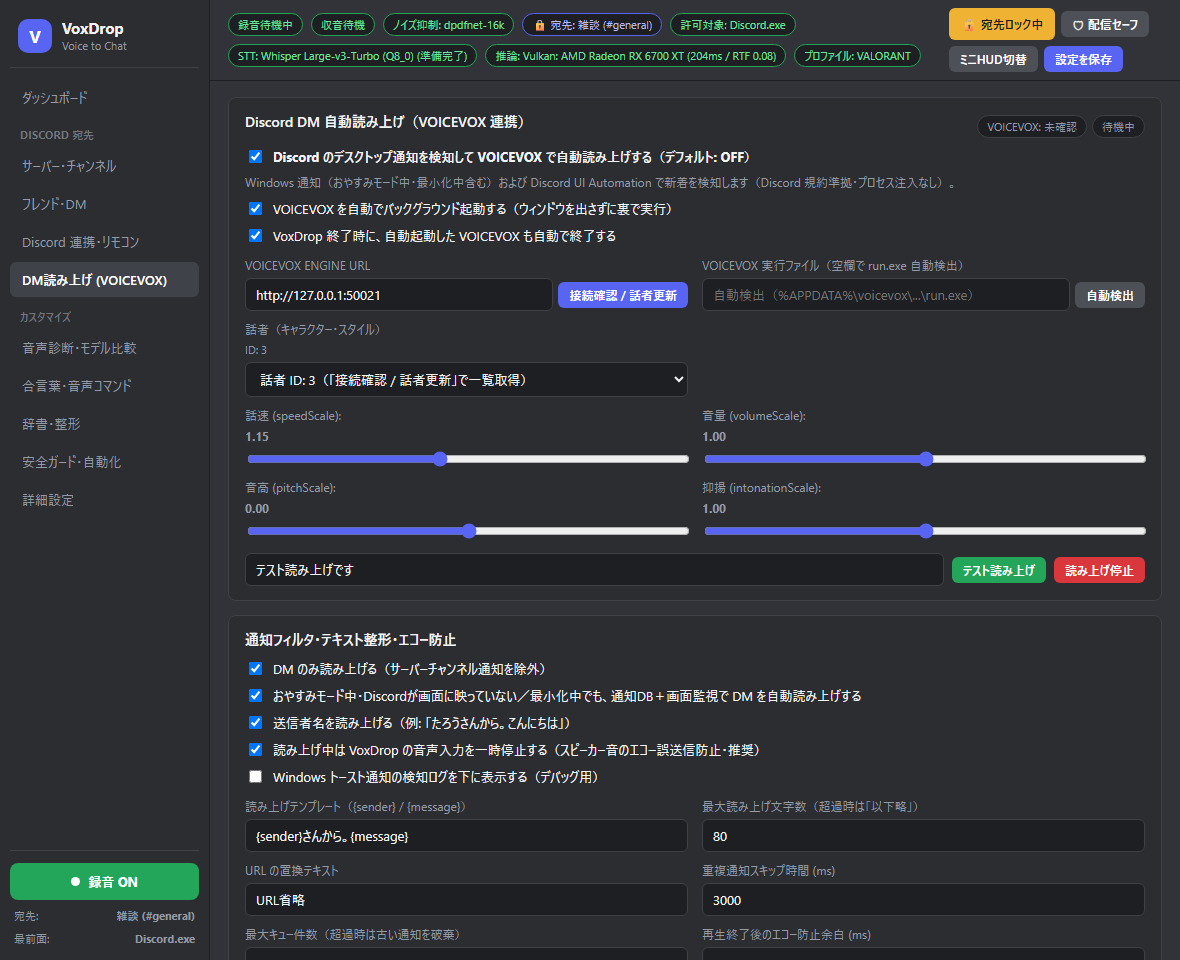 V
VoxDrop
Voice to Chat
ダッシュボード
DISCORD 宛先
サーバー・チャンネル
フレンド・DM
Discord 連携・リモコン
DM読み上げ (VOICEVOX)
カスタマイズ
音声診断・モデル比較
合言葉・音声コマンド
辞書・整形
安全ガード・自動化
詳細設定
録音 ON
宛先: 雑談 (#general)
最前面: Discord.exe
録音待機中 収音待機 ノイズ抑制: dpdfnet-16k 🔒 宛先: 雑談 (#general) 許可対象: Discord.exe
STT: Whisper Large-v3-Turbo (Q8_0) (準備完了) 推論: Vulkan: AMD Radeon RX 6700 XT (204ms / RTF 0.08) プロファイル: VALORANT
🔒 宛先ロック中 🛡 配信セーフ
ミニHUD切替 設定を保存
Discord DM 自動読み上げ（VOICEVOX 連携） VOICEVOX: 未確認 待機中
Discord のデスクトップ通知を検知して VOICEVOX で自動読み上げする（デフォルト: OFF）
Windows 通知（おやすみモード中・最小化中含む）および Discord UI Automation で新着を検知します（Discord 規約準拠・プロセス注入なし）。
VOICEVOX を自動でバックグラウンド起動する（ウィンドウを出さずに裏で実行）
VoxDrop 終了時に、自動起動した VOICEVOX も自動で終了する
VOICEVOX ENGINE URL VOICEVOX 実行ファイル（空欄で run.exe 自動検出）
http://127.0.0.1:50021 接続確認 / 話者更新 自動検出（%APPDATA%\voicevox\...\run.exe） 自動検出
話者（キャラクター・スタイル）
ID: 3
話者 ID: 3（「接続確認 / 話者更新」で一覧取得）
話速 (speedScale): 音量 (volumeScale):
1.15 1.00
音高 (pitchScale): 抑揚 (intonationScale):
0.00 1.00
テスト読み上げです テスト読み上げ 読み上げ停止
通知フィルタ・テキスト整形・エコー防止
DM のみ読み上げる（サーバーチャンネル通知を除外）
おやすみモード中・Discordが画面に映っていない／最小化中でも、通知DB＋画面監視で DM を自動読み上げする
送信者名を読み上げる（例: 「たろうさんから。こんにちは」）
読み上げ中は VoxDrop の音声入力を一時停止する（スピーカー音のエコー誤送信防止・推奨）
Windows トースト通知の検知ログを下に表示する（デバッグ用）
読み上げテンプレート（{sender} / {message}） 最大読み上げ文字数（超過時は「以下略」）
{sender}さんから。{message} 80
URL の置換テキスト 重複通知スキップ時間 (ms)
URL省略 3000
最大キュー件数（超過時は古い通知を破棄） 再生終了後のエコー防止余白 (ms)